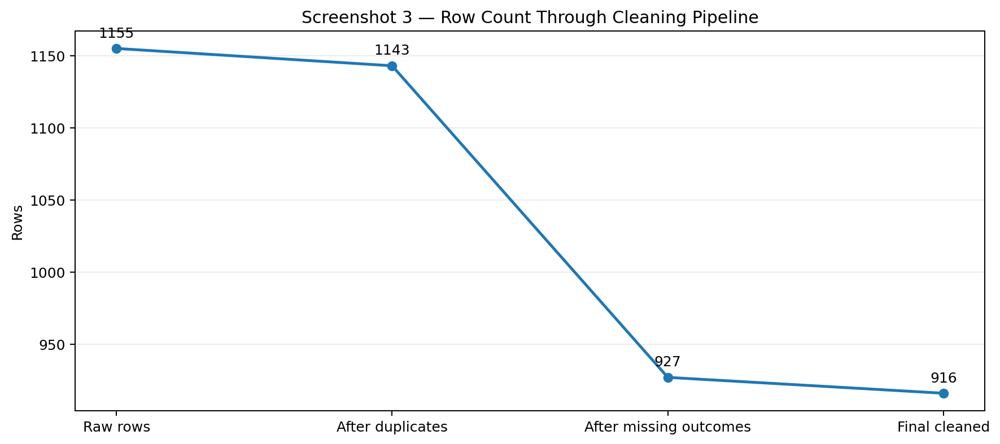 Screenshot 3 — Row Count Through Cleaning Pipeline
1155
1143
927
916
1150
1100
1050
1000
950
Rows
Raw rows
After duplicates
After missing outcomes
Final cleaned